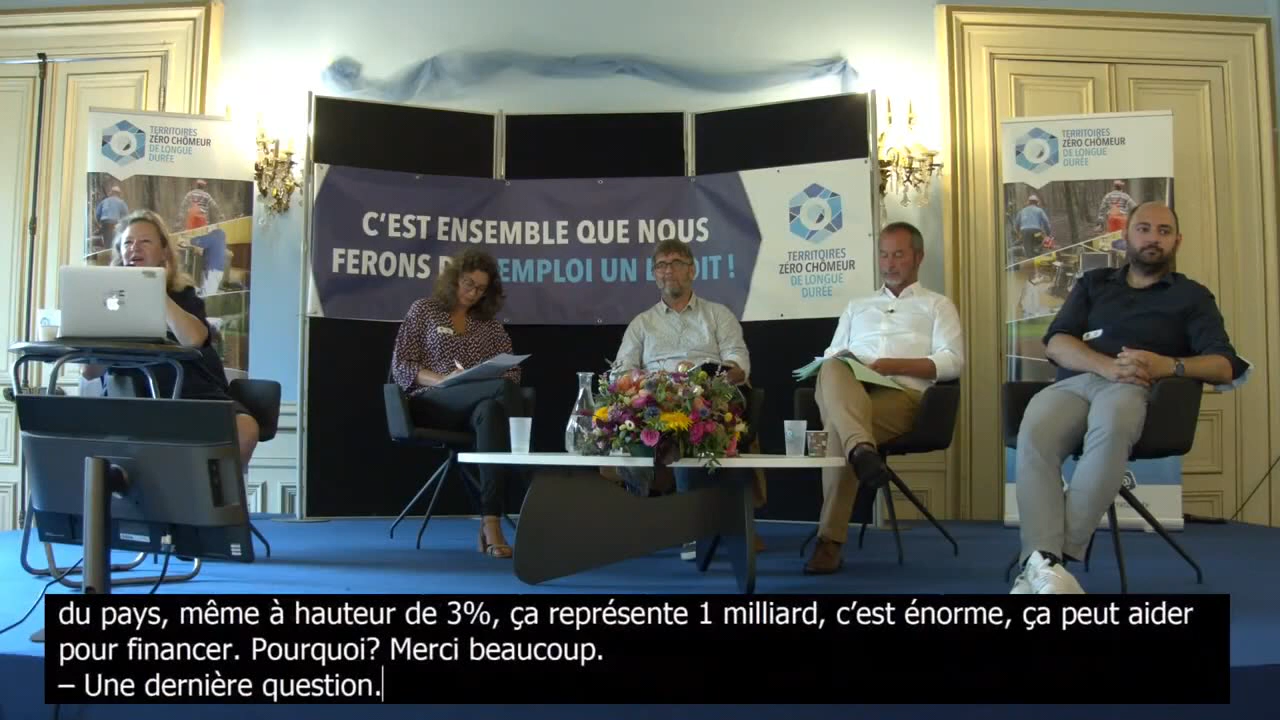 TERRITOIRES
ZÉRO CHÔMEUR
DE LONGUE
DURÉE
C'EST ENSEMBLE QUE NOUS
FERONS D EMPLOI UN DROIT !
TERRITOIRES
ZÉRO CHÔMEUR
DE LONGUE
DURÉE
TERRITOIRES
ZÉRO CHÔMEUR
DE LONGUE
DURÉE
du pays, même à hauteur de 3%, ça représente 1 milliard, c'est énorme, ça peut aider
pour financer. Pourquoi? Merci beaucoup.
– Une dernière question.